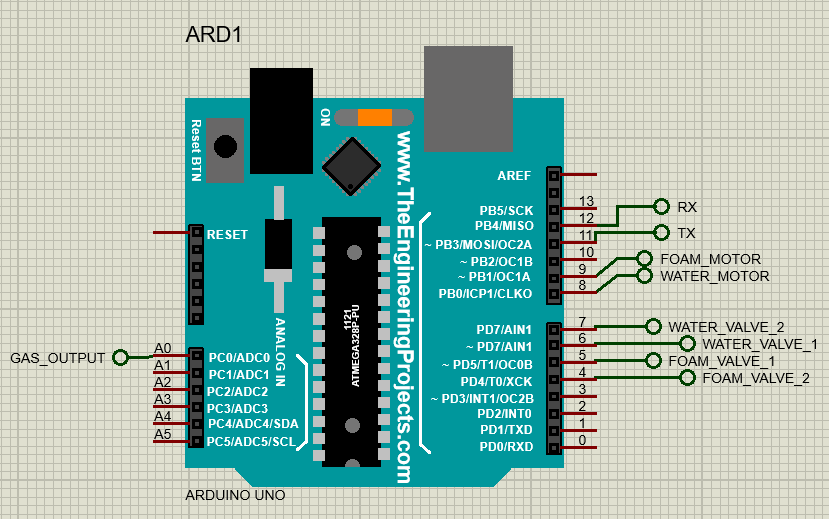 ARD1
ON
Reset BTN
www.TheEngineeringProjects.com
RESET
ANALOG IN
1121
ATMEGA328P-PU
GAS_OUTPUT
A0 PC0/ADC0
A1 PC1/ADC1
A2 PC2/ADC2
A3 PC3/ADC3
A4 PC4/ADC4/SDA
A5 PC5/ADC5/SCL
AREF
PB5/SCK 13
PB4/MISO 12 RX
~ PB3/MOSI/OC2A 11 TX
~ PB2/OC1B 10
~ PB1/OC1A 9 FOAM_MOTOR
PB0/ICP1/CLKO 8 WATER_MOTOR
PD7/AIN1 7 WATER_VALVE_2
~ PD7/AIN1 6 WATER_VALVE_1
~ PD5/T1/OC0B 5 FOAM_VALVE_1
PD4/T0/XCK 4 FOAM_VALVE_2
~ PD3/INT1/OC2B 3
PD2/INT0 2
PD1/TXD 1
PD0/RXD 0
ARDUINO UNO